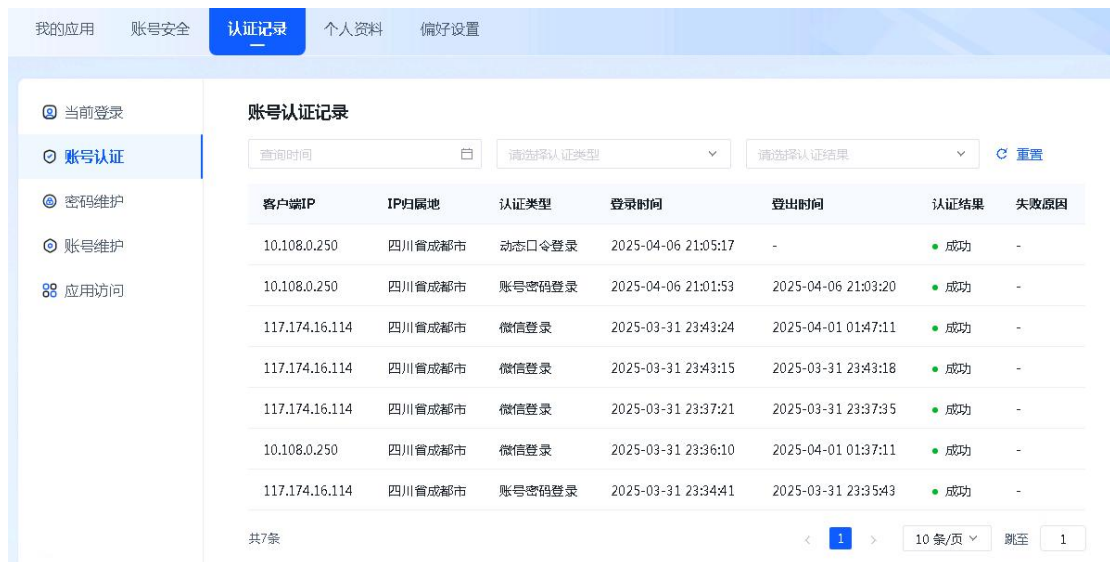 我的应用 账号安全 认证记录 个人资料 偏好设置
当前登录
账号认证
密码维护
账号维护
应用访问
账号认证记录
查询时间 请选择认证类型 请选择认证结果 重置
客户端IP IP归属地 认证类型 登录时间 登出时间 认证结果 失败原因
10.108.0.250 四川省成都市 动态口令登录 2025-04-06 21:05:17 - 成功 -
10.108.0.250 四川省成都市 账号密码登录 2025-04-06 21:01:53 2025-04-06 21:03:20 成功 -
117.174.16.114 四川省成都市 微信登录 2025-03-31 23:43:24 2025-04-01 01:47:11 成功 -
117.174.16.114 四川省成都市 微信登录 2025-03-31 23:43:15 2025-03-31 23:43:18 成功 -
117.174.16.114 四川省成都市 微信登录 2025-03-31 23:37:21 2025-03-31 23:37:35 成功 -
10.108.0.250 四川省成都市 微信登录 2025-03-31 23:36:10 2025-04-01 01:37:11 成功 -
117.174.16.114 四川省成都市 账号密码登录 2025-03-31 23:34:41 2025-03-31 23:35:43 成功 -
共7条 < 1 > 10 条/页 跳至 1